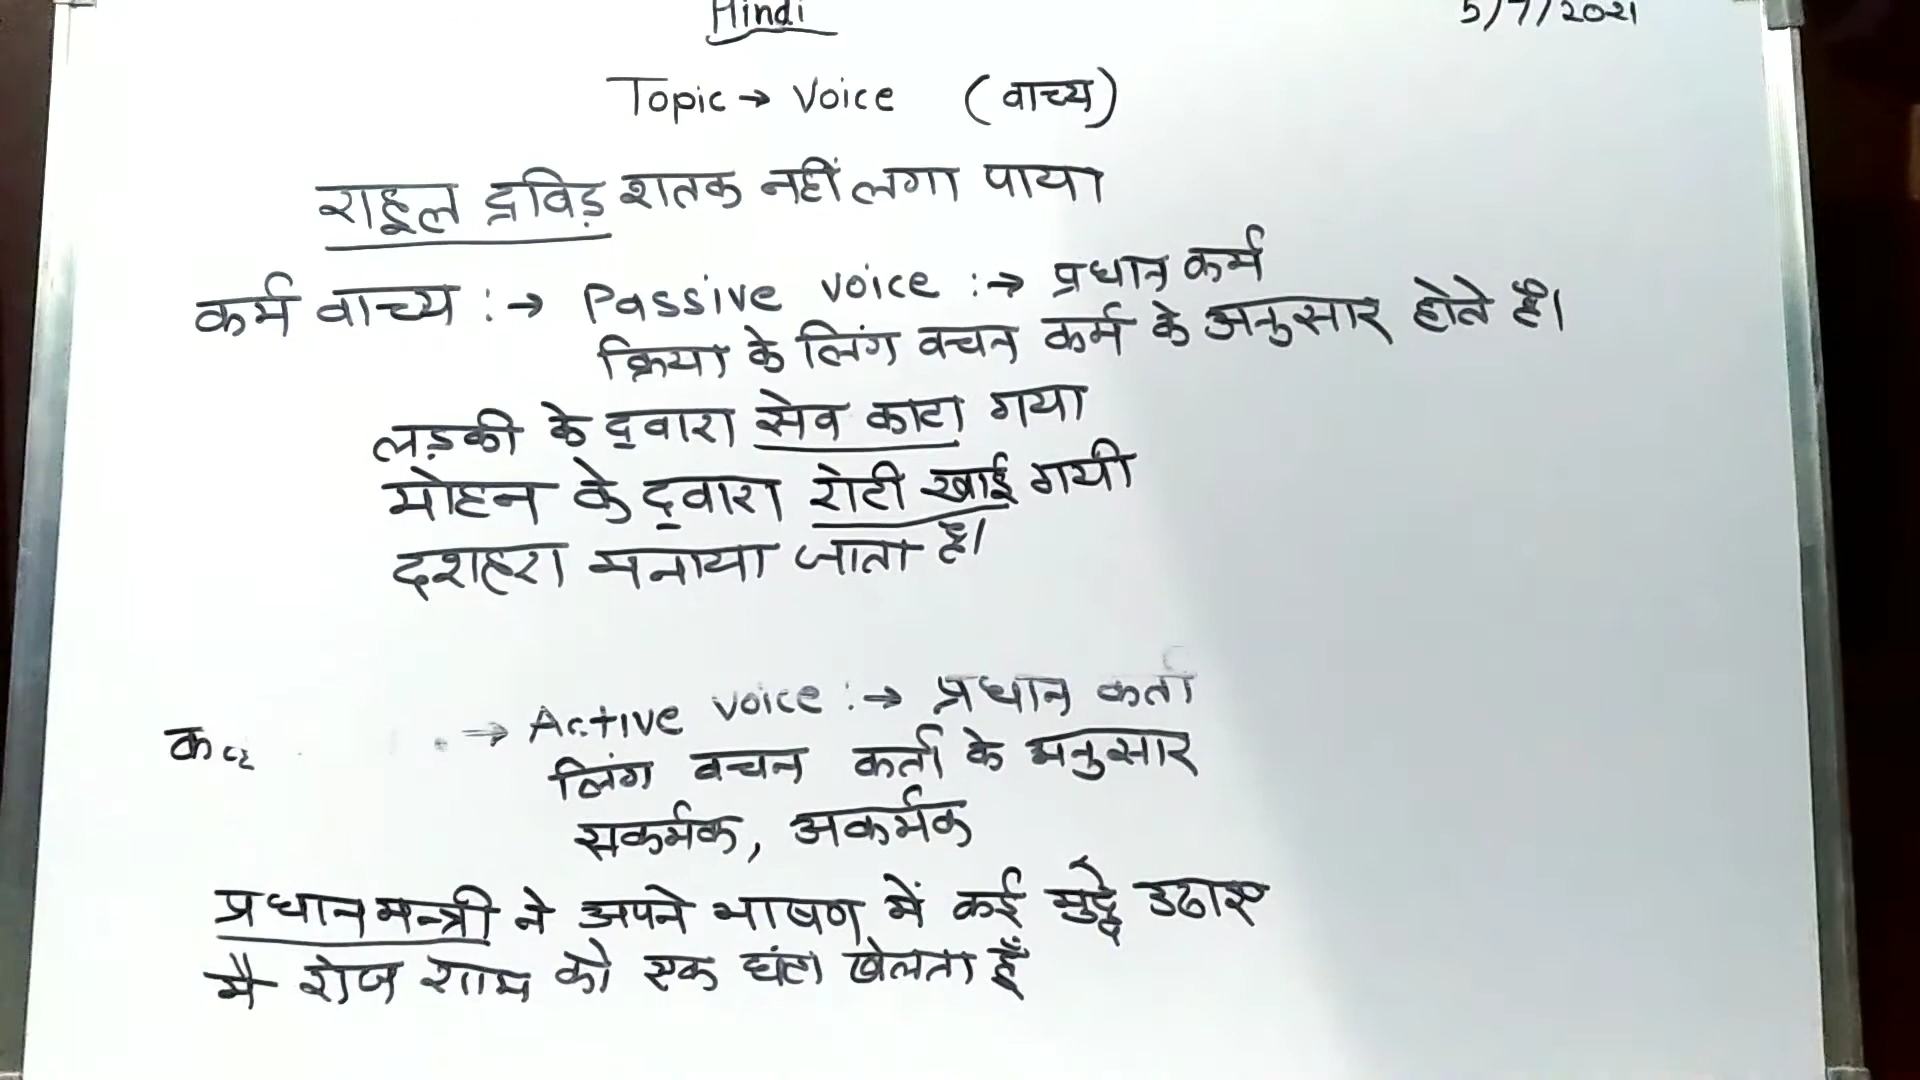 Hindi
5/7/2021
Topic → Voice (वाच्य)
राहुल द्रविड़ शतक नहीं लगा पाया
कर्म वाच्य :→ Passive voice :→ प्रधान कर्म
क्रिया के लिंग वचन कर्म के अनुसार होते है।
लड़की के द्वारा सेव काटा गया
मोहन के द्वारा रोटी खाई गयी
दशहरा मनाया जाता है।
→ Active voice :→ प्रधान कर्ता
लिंग वचन कर्ता के अनुसार
सकर्मक, अकर्मक
प्रधानमन्त्री ने अपने भाषण में कई मुद्दे उठाए
मै रोज शाम को एक घंटा खेलता हूँ